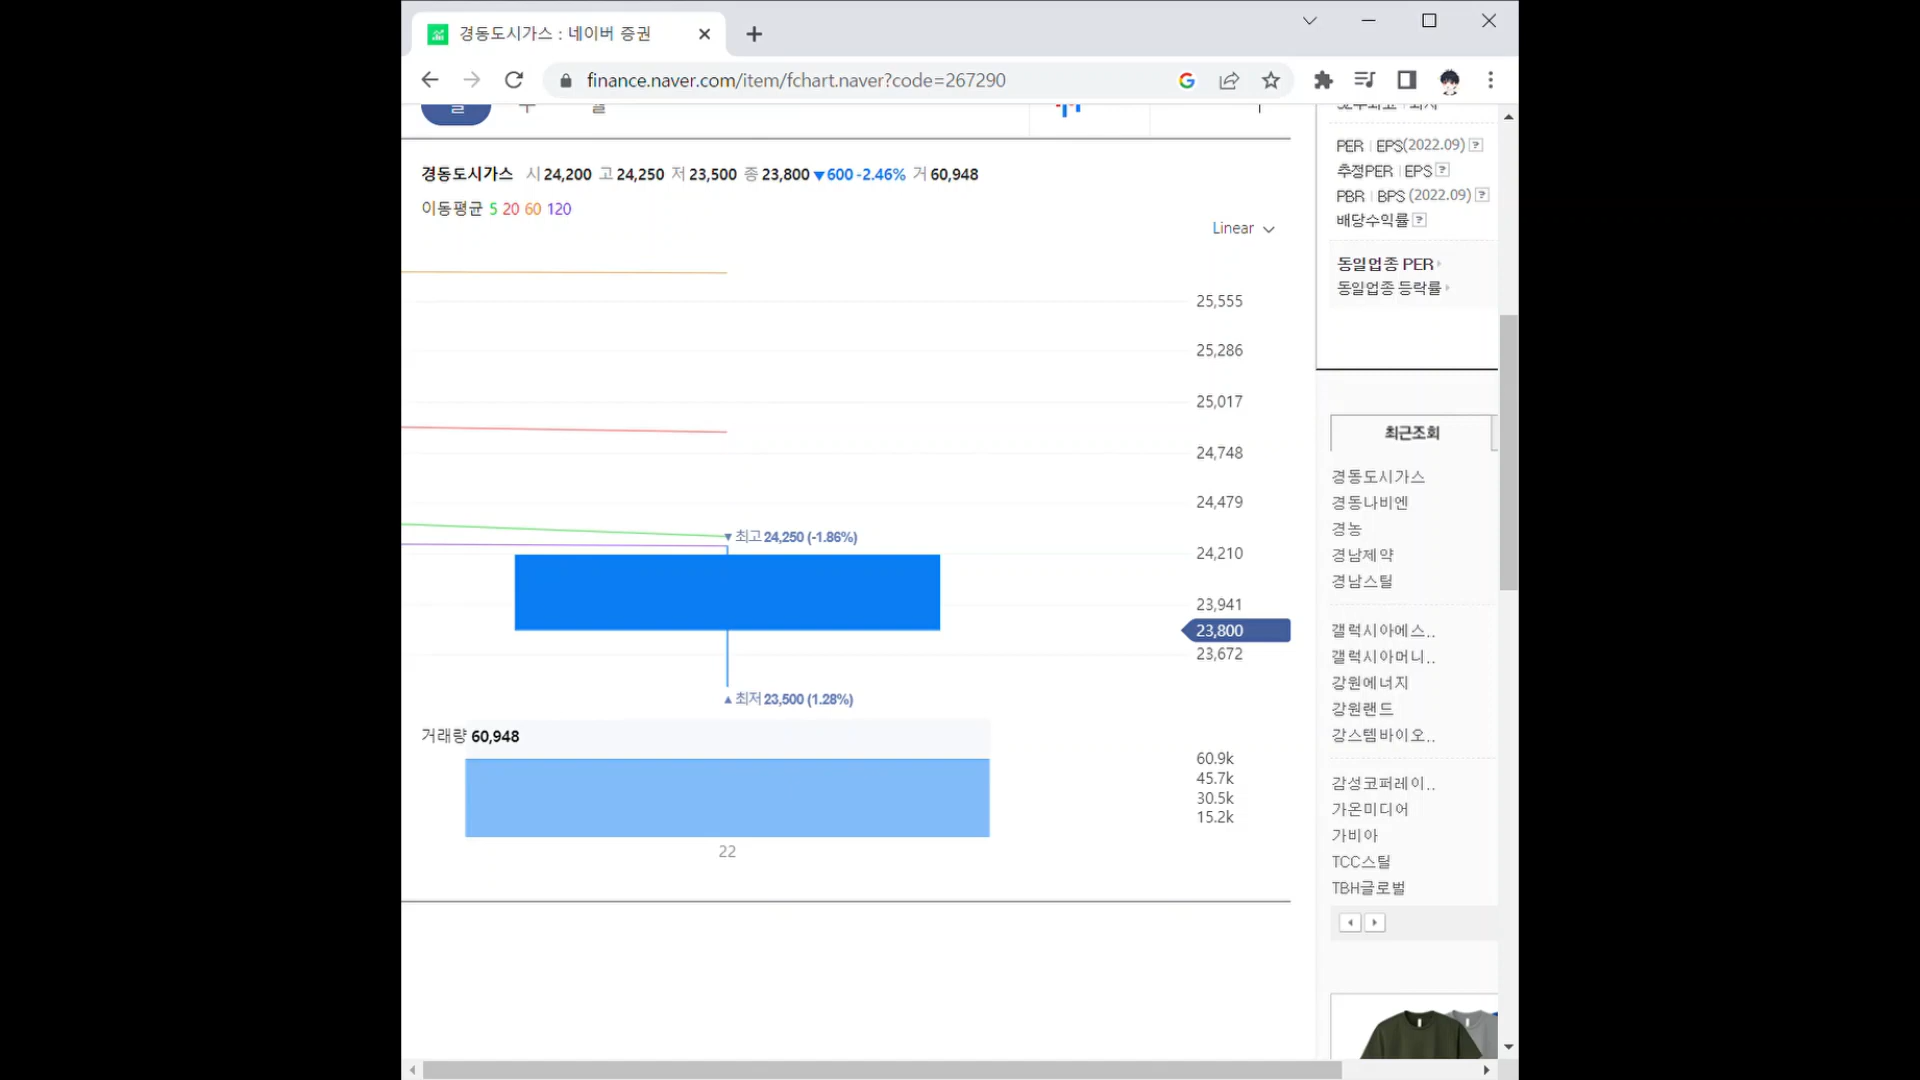 경동도시가스 : 네이버 증권
finance.naver.com/item/fchart.naver?code=267290
경동도시가스 시 24,200 고 24,250 저 23,500 종 23,800 ▼600 -2.46% 거 60,948
이동평균 5 20 60 120
Linear
25,555
25,286
25,017
24,748
24,479
24,210
23,941
23,800
23,672
▼최고 24,250 (-1.86%)
▲최저 23,500 (1.28%)
거래량 60,948
60.9k
45.7k
30.5k
15.2k
22
PER | EPS(2022.09) ?
추정PER | EPS ?
PBR | BPS (2022.09) ?
배당수익률 ?
동일업종 PER
동일업종 등락률
최근조회
경동도시가스
경동나비엔
경농
경남제약
경남스틸
갤럭시아에스..
갤럭시아머니..
강원에너지
강원랜드
강스템바이오..
감성코퍼레이..
가온미디어
가비아
TCC스틸
TBH글로벌